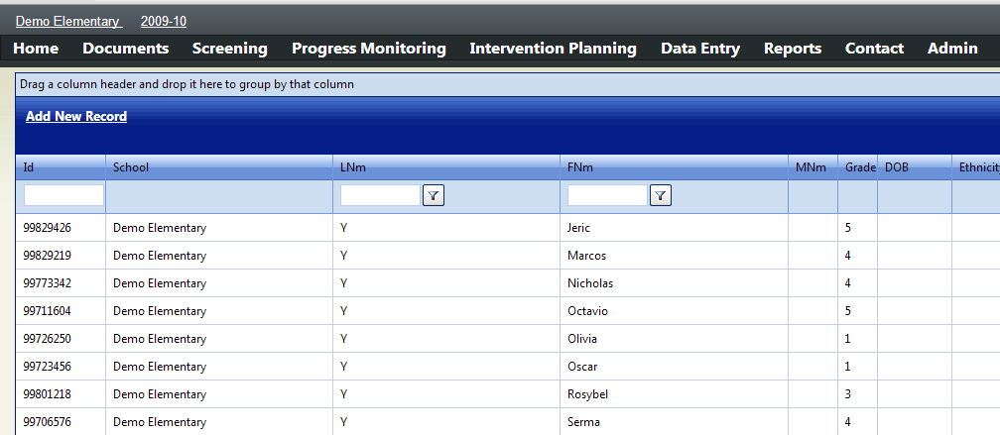 Demo Elementary 2009-10
Home Documents Screening Progress Monitoring Intervention Planning Data Entry Reports Contact Admin
Drag a column header and drop it here to group by that column
Add New Record
Id School LNm FNm MNm Grade DOB Ethnicity
99829426 Demo Elementary Y Jeric 5
99829219 Demo Elementary Y Marcos 4
99773342 Demo Elementary Y Nicholas 4
99711604 Demo Elementary Y Octavio 5
99726250 Demo Elementary Y Olivia 1
99723456 Demo Elementary Y Oscar 1
99801218 Demo Elementary Y Rosybel 3
99706576 Demo Elementary Y Serma 4